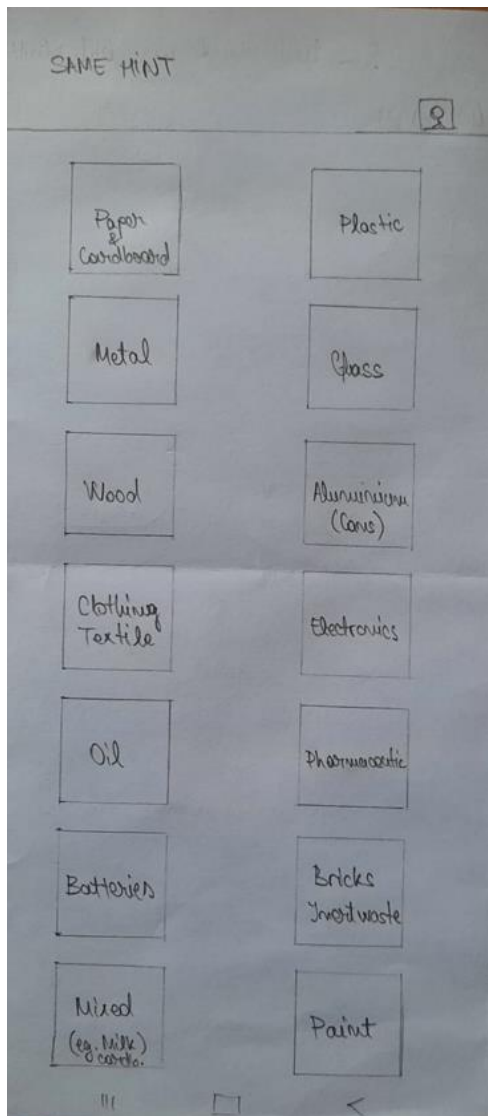 SAME HINT
Paper
&
Cardboard
Plastic
Metal
Glass
Wood
Aluminium
(Cans)
Clothing
Textile
Electronics
Oil
Pharmaceutic
Batteries
Bricks
Inert waste
Mixed
(eg. Milk)
cardb.
Paint